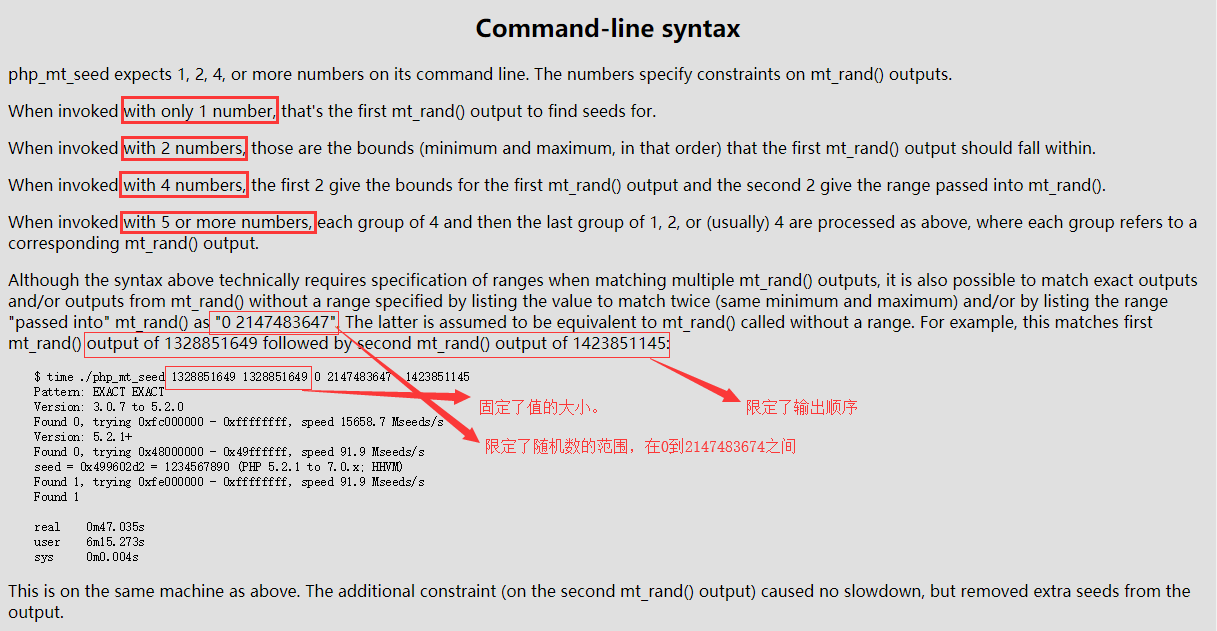 Command-line syntax
php_mt_seed expects 1, 2, 4, or more numbers on its command line. The numbers specify constraints on mt_rand() outputs.
When invoked with only 1 number, that's the first mt_rand() output to find seeds for.
When invoked with 2 numbers, those are the bounds (minimum and maximum, in that order) that the first mt_rand() output should fall within.
When invoked with 4 numbers, the first 2 give the bounds for the first mt_rand() output and the second 2 give the range passed into mt_rand().
When invoked with 5 or more numbers, each group of 4 and then the last group of 1, 2, or (usually) 4 are processed as above, where each group refers to a
corresponding mt_rand() output.
Although the syntax above technically requires specification of ranges when matching multiple mt_rand() outputs, it is also possible to match exact outputs
and/or outputs from mt_rand() without a range specified by listing the value to match twice (same minimum and maximum) and/or by listing the range
"passed into" mt_rand() as "0 2147483647". The latter is assumed to be equivalent to mt_rand() called without a range. For example, this matches first
mt_rand() output of 1328851649 followed by second mt_rand() output of 1423851145:
$ time ./php_mt_seed 1328851649 1328851649 0 2147483647  1423851145
Pattern: EXACT EXACT
Version: 3.0.7 to 5.2.0
Found 0, trying 0xfc000000 - 0xffffffff, speed 15658.7 Mseeds/s
Version: 5.2.1+
Found 0, trying 0x48000000 - 0x49ffffff, speed 91.9 Mseeds/s
seed = 0x499602d2 = 1234567890 (PHP 5.2.1 to 7.0.x; HHVM)
Found 1, trying 0xfe000000 - 0xffffffff, speed 91.9 Mseeds/s
Found 1
固定了值的大小。
限定了输出顺序
限定了随机数的范围，在0到2147483674之间
real 0m47.035s
user 6m15.273s
sys 0m0.004s
This is on the same machine as above. The additional constraint (on the second mt_rand() output) caused no slowdown, but removed extra seeds from the
output.